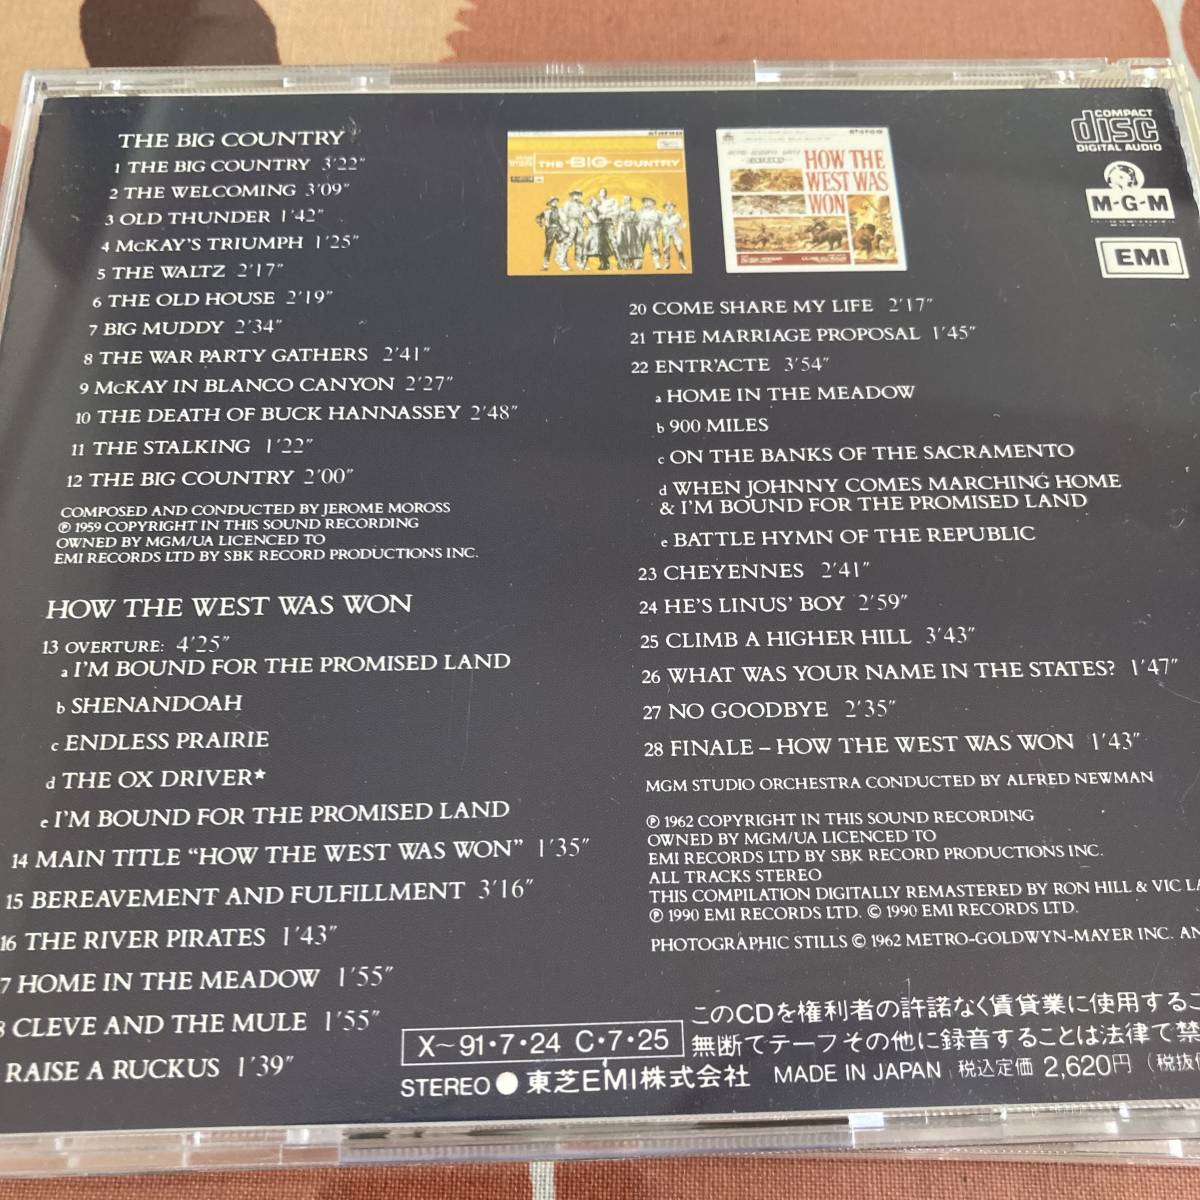 THE BIG COUNTRY
1 THE BIG COUNTRY 3'22"
2 THE WELCOMING 3'09"
3 OLD THUNDER 1'42"
4 McKAY'S TRIUMPH 1'25"
5 THE WALTZ 2'17"
6 THE OLD HOUSE 2'19"
7 BIG MUDDY 2'34"
8 THE WAR PARTY GATHERS 2'41"
9 McKAY IN BLANCO CANYON 2'27"
10 THE DEATH OF BUCK HANNASSEY 2'48"
11 THE STALKING 1'22"
12 THE BIG COUNTRY 2'00"
COMPOSED AND CONDUCTED BY JEROME MOROSS
℗ 1959 COPYRIGHT IN THIS SOUND RECORDING
OWNED BY MGM/UA LICENCED TO
EMI RECORDS LTD BY SBK RECORD PRODUCTIONS INC.
HOW THE WEST WAS WON
13 OVERTURE: 4'25"
a I'M BOUND FOR THE PROMISED LAND
b SHENANDOAH
c ENDLESS PRAIRIE
d THE OX DRIVER★
e I'M BOUND FOR THE PROMISED LAND
14 MAIN TITLE “HOW THE WEST WAS WON” 1'35"
15 BEREAVEMENT AND FULFILLMENT 3'16"
16 THE RIVER PIRATES 1'43"
7 HOME IN THE MEADOW 1'55"
8 CLEVE AND THE MULE 1'55"
RAISE A RUCKUS 1'39"
stereo
THE BIG COUNTRY
HOW THE
WEST WAS
WON
COMPACT
disc
DIGITAL AUDIO
M-G-M
EMI
20 COME SHARE MY LIFE 2'17"
21 THE MARRIAGE PROPOSAL 1'45"
22 ENTR'ACTE 3'54"
a HOME IN THE MEADOW
b 900 MILES
c ON THE BANKS OF THE SACRAMENTO
d WHEN JOHNNY COMES MARCHING HOME
& I'M BOUND FOR THE PROMISED LAND
e BATTLE HYMN OF THE REPUBLIC
23 CHEYENNES 2'41"
24 HE'S LINUS' BOY 2'59"
25 CLIMB A HIGHER HILL 3'43"
26 WHAT WAS YOUR NAME IN THE STATES? 1'47"
27 NO GOODBYE 2'35"
28 FINALE – HOW THE WEST WAS WON 1'43"
MGM STUDIO ORCHESTRA CONDUCTED BY ALFRED NEWMAN
℗ 1962 COPYRIGHT IN THIS SOUND RECORDING
OWNED BY MGM/UA LICENCED TO
EMI RECORDS LTD BY SBK RECORD PRODUCTIONS INC.
ALL TRACKS STEREO
THIS COMPILATION DIGITALLY REMASTERED BY RON HILL & VIC LA
℗ 1990 EMI RECORDS LTD. © 1990 EMI RECORDS LTD.
PHOTOGRAPHIC STILLS © 1962 METRO-GOLDWYN-MAYER INC. AN
このCDを権利者の許諾なく賃貸業に使用するこ
無断でテープその他に録音することは法律で禁
X~91・7・24 C・7・25
STEREO ● 東芝EMI株式会社 MADE IN JAPAN 税込定価 2,620円 (税抜